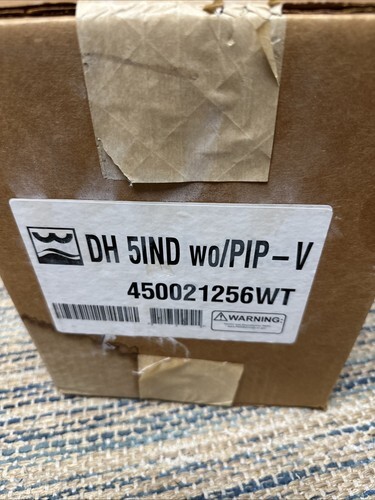 DH 5IND wo/PIP-V
450021256WT
⚠WARNING: